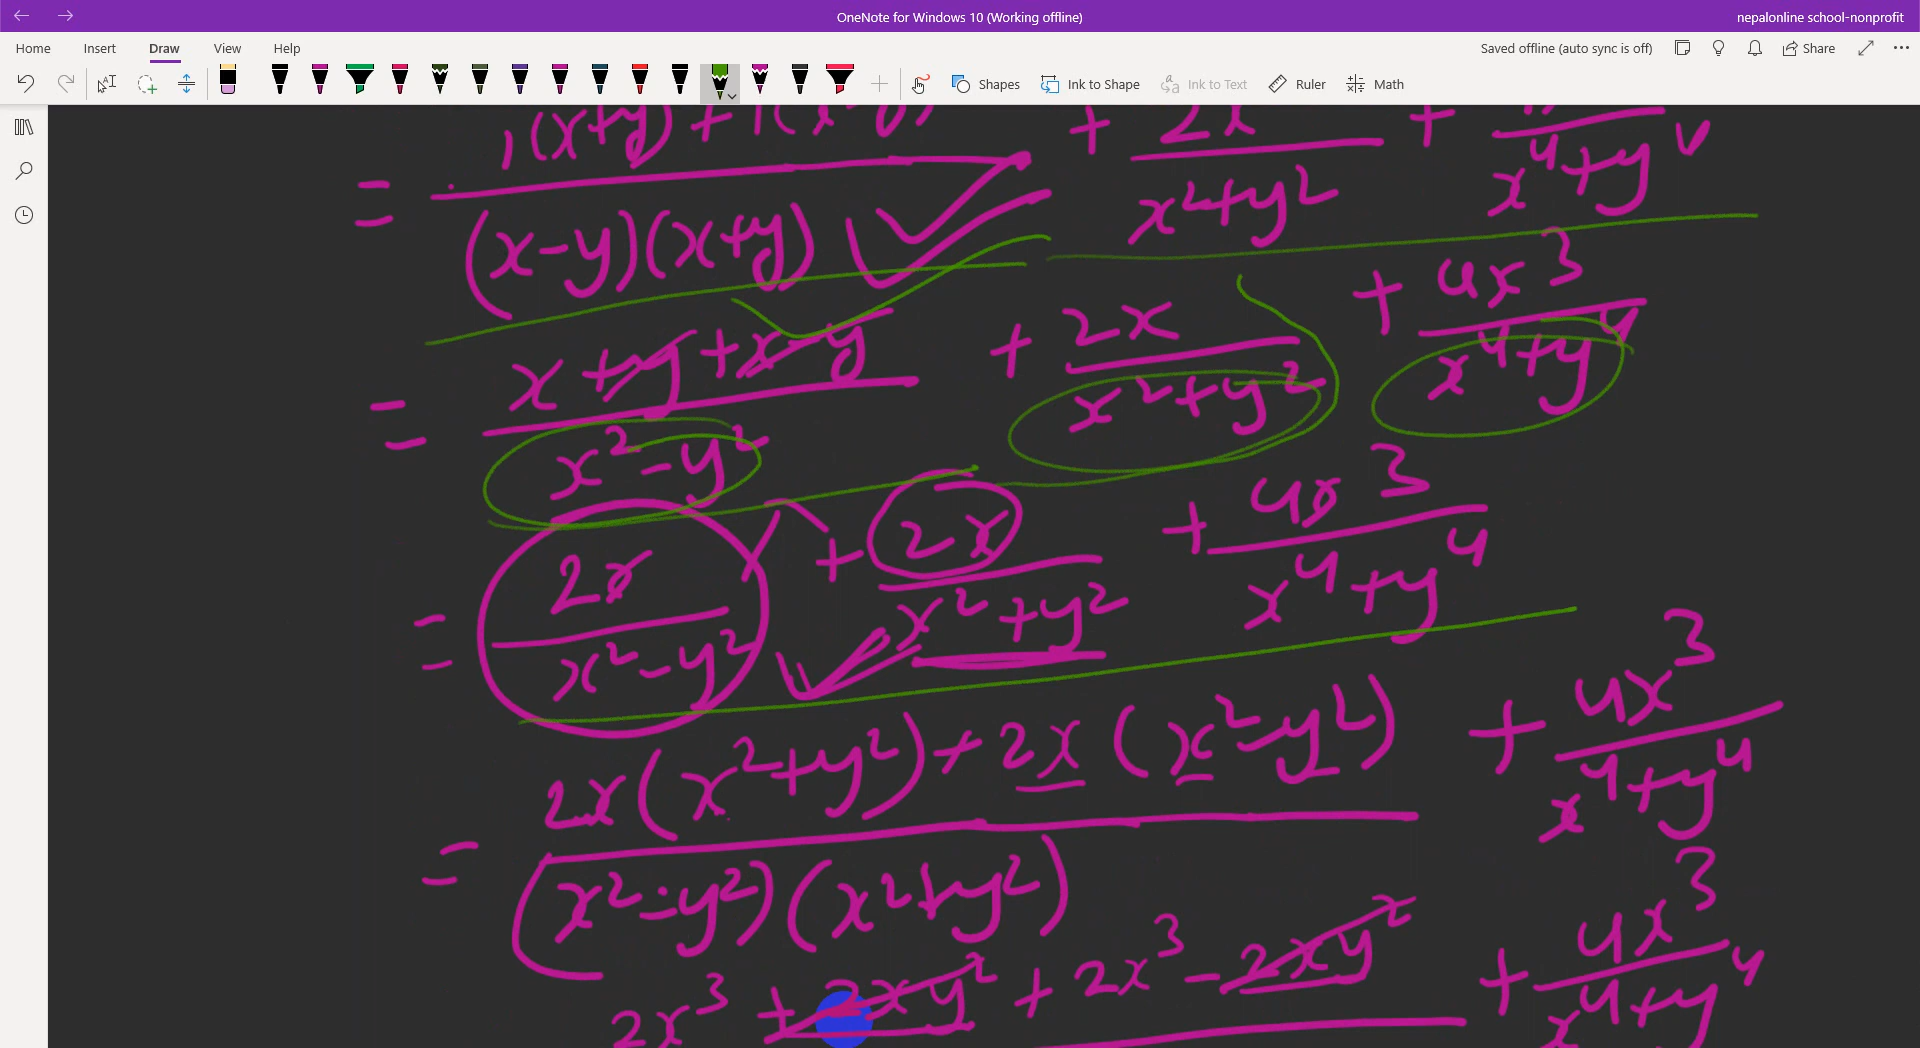 OneNote for Windows 10 (Working offline) nepalonline school-nonprofit
Home Insert Draw View Help Saved offline (auto sync is off) Share
Shapes Ink to Shape Ink to Text Ruler Math
= 1(x+y) + 1(x-y) / (x-y)(x+y) + 2x / x²+y² + / x⁴+y⁴
= x+y+x-y / x²-y² + 2x / x²+y² + 4x³ / x⁴+y⁴
= 2x / x²-y² + 2x / x²+y² + 4x³ / x⁴+y⁴
= 2x(x²+y²) + 2x(x²-y²) / (x²-y²)(x²+y²) + 4x³ / x⁴+y⁴
2x³ + 2xy² + 2x³ - 2xy² + 4x³ / x⁴+y⁴